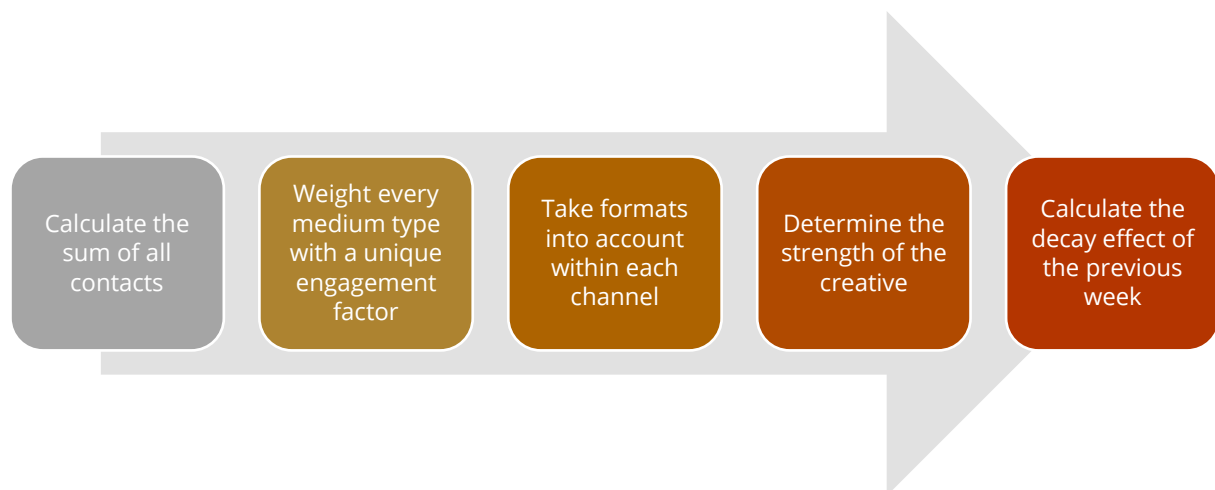 Calculate the
sum of all
contacts
Weight every
medium type
with a unique
engagement
factor
Take formats
into account
within each
channel
Determine the
strength of the
creative
Calculate the
decay effect of
the previous
week